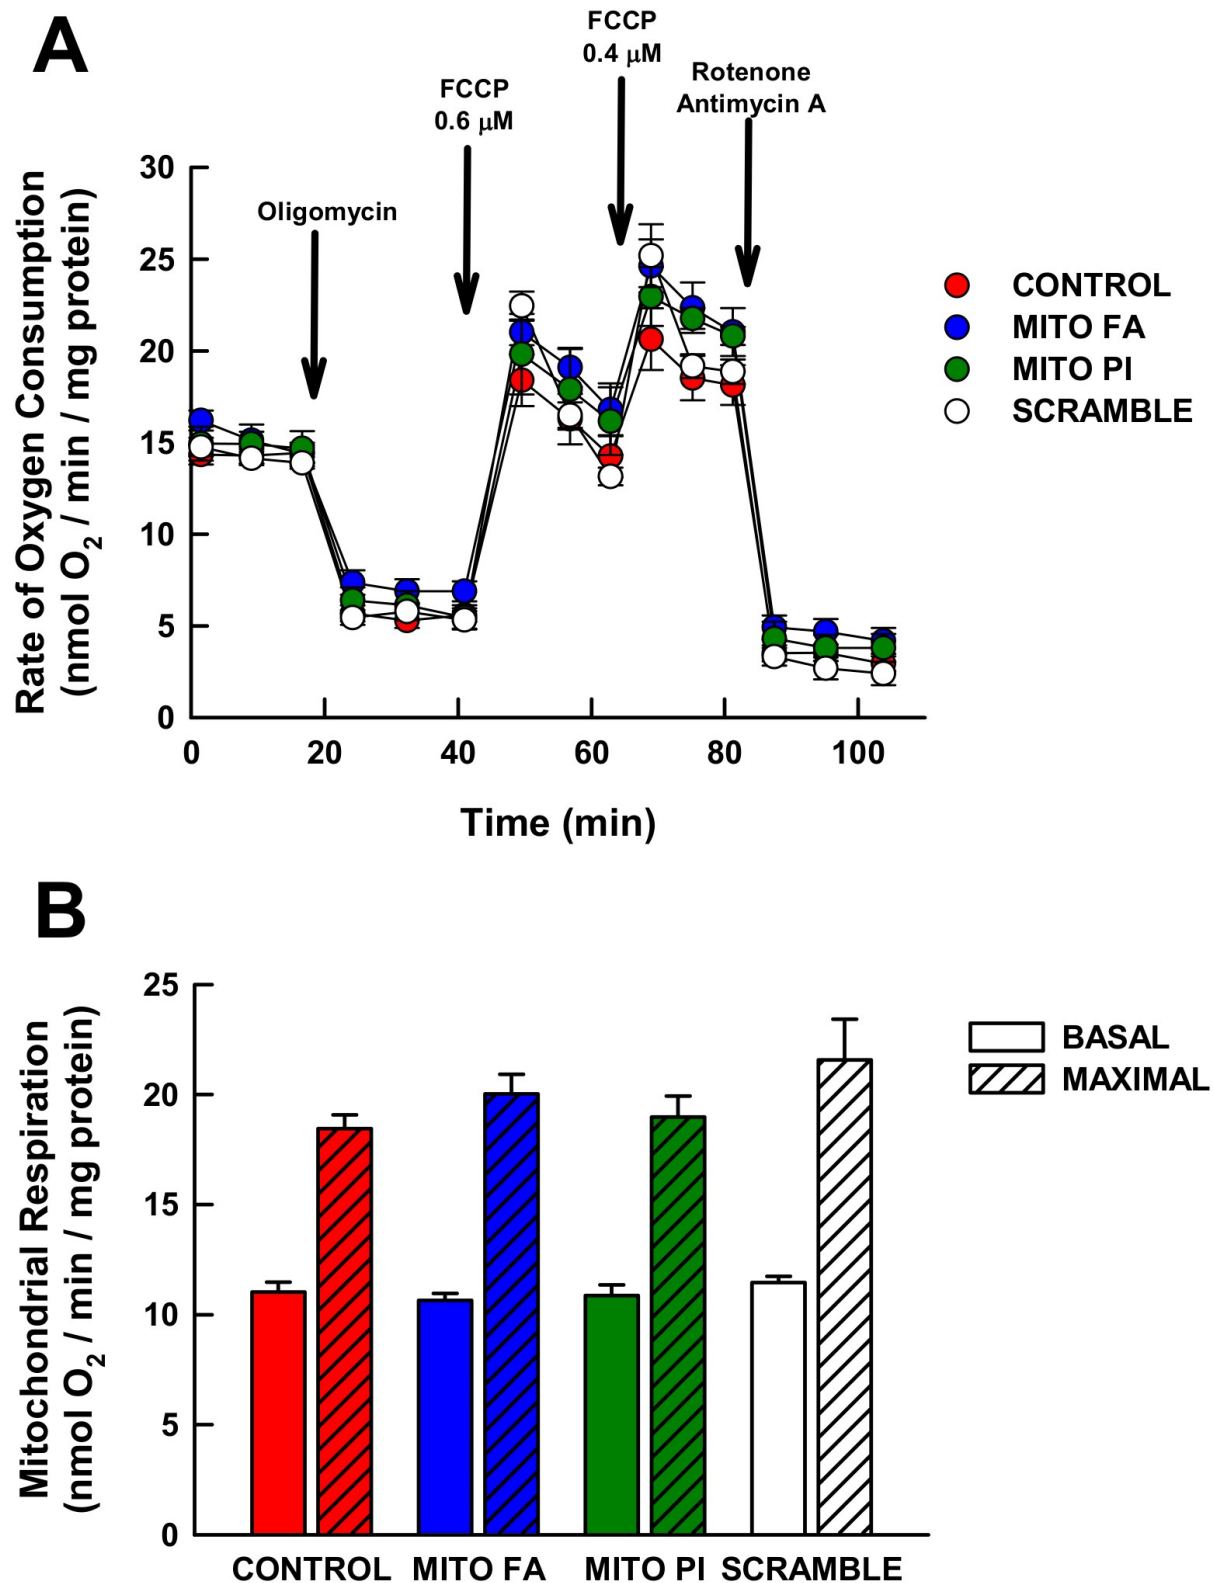 A
FCCP
0.4 μM
Rotenone
Antimycin A
FCCP
0.6 μM
Oligomycin
Rate of Oxygen Consumption
(nmol O2 / min / mg protein)
30
25
20
15
10
5
0
0 20 40 60 80 100
Time (min)
CONTROL
MITO FA
MITO PI
SCRAMBLE
B
Mitochondrial Respiration
(nmol O2 / min / mg protein)
25
20
15
10
5
0
CONTROL MITO FA MITO PI SCRAMBLE
BASAL
MAXIMAL